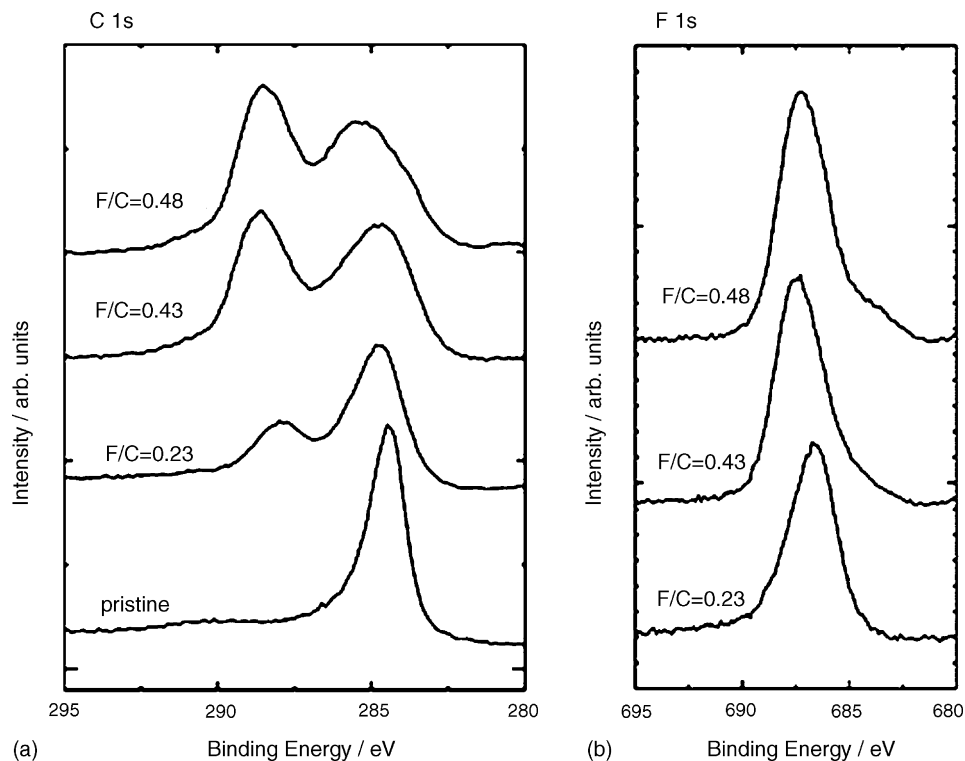 C 1s
F/C=0.48
F/C=0.43
F/C=0.23
pristine
Intensity / arb. units
295
290
285
280
(a)
Binding Energy / eV
F 1s
F/C=0.48
F/C=0.43
F/C=0.23
Intensity / arb. units
695
690
685
680
(b)
Binding Energy / eV